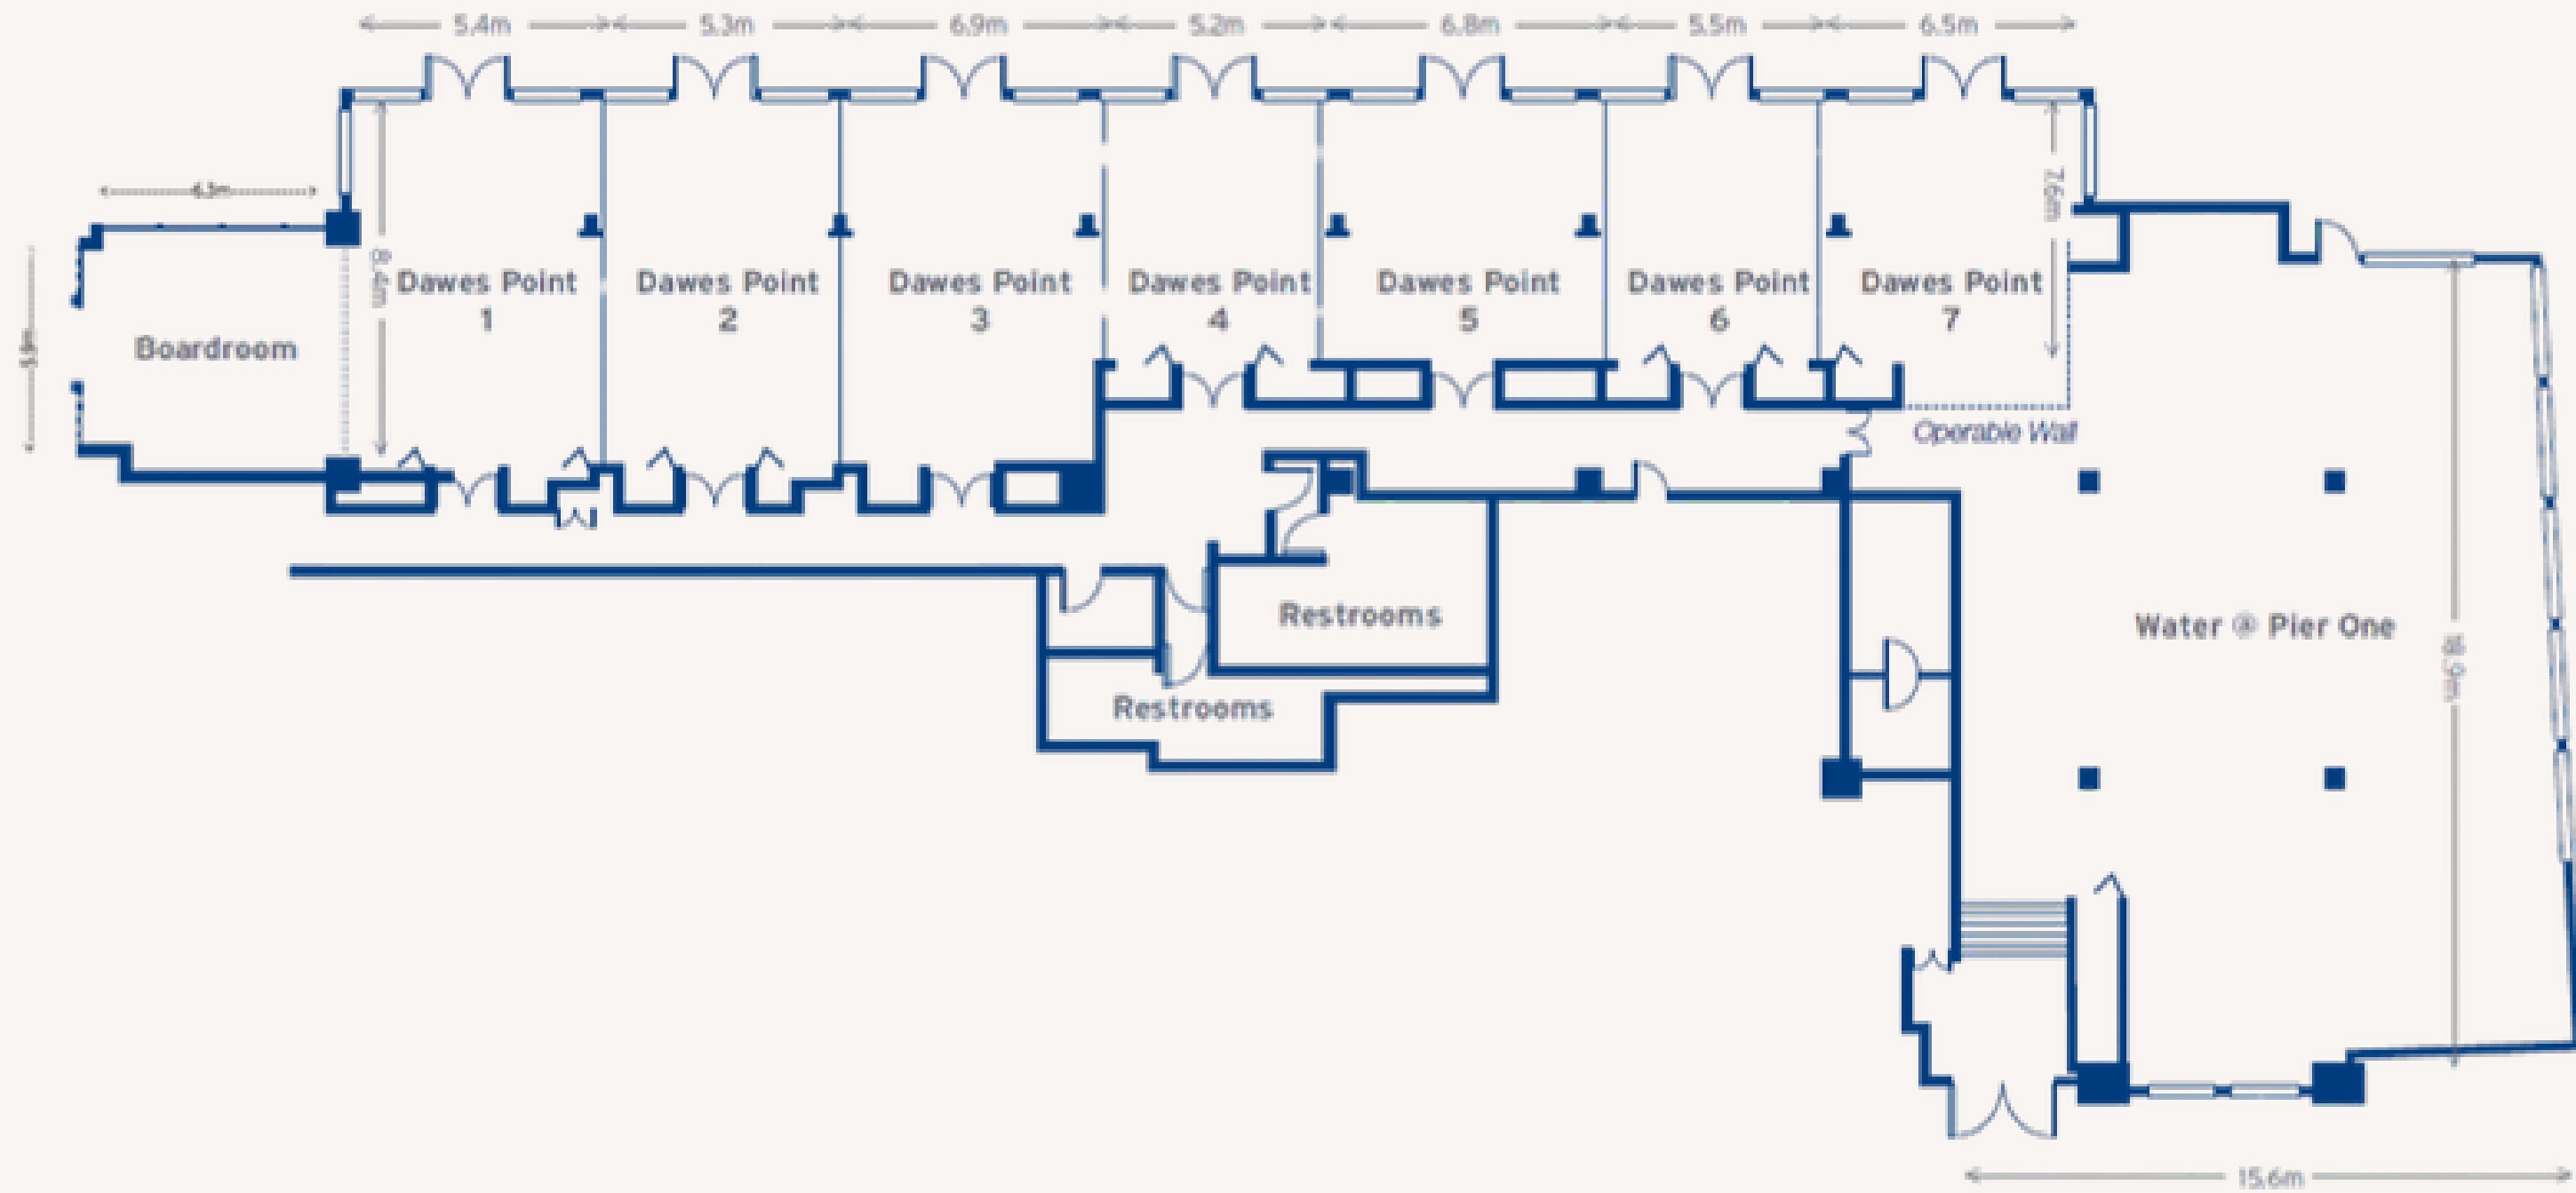 5.4m
5.3m
6.9m
5.2m
6.8m
5.5m
6.5m
7.6m
8.4m
Dawes Point
1
Dawes Point
2
Dawes Point
3
Dawes Point
4
Dawes Point
5
Dawes Point
6
Dawes Point
7
Boardroom
Operable Wall
Restrooms
Restrooms
Water @ Pier One
18.9m
15.6m